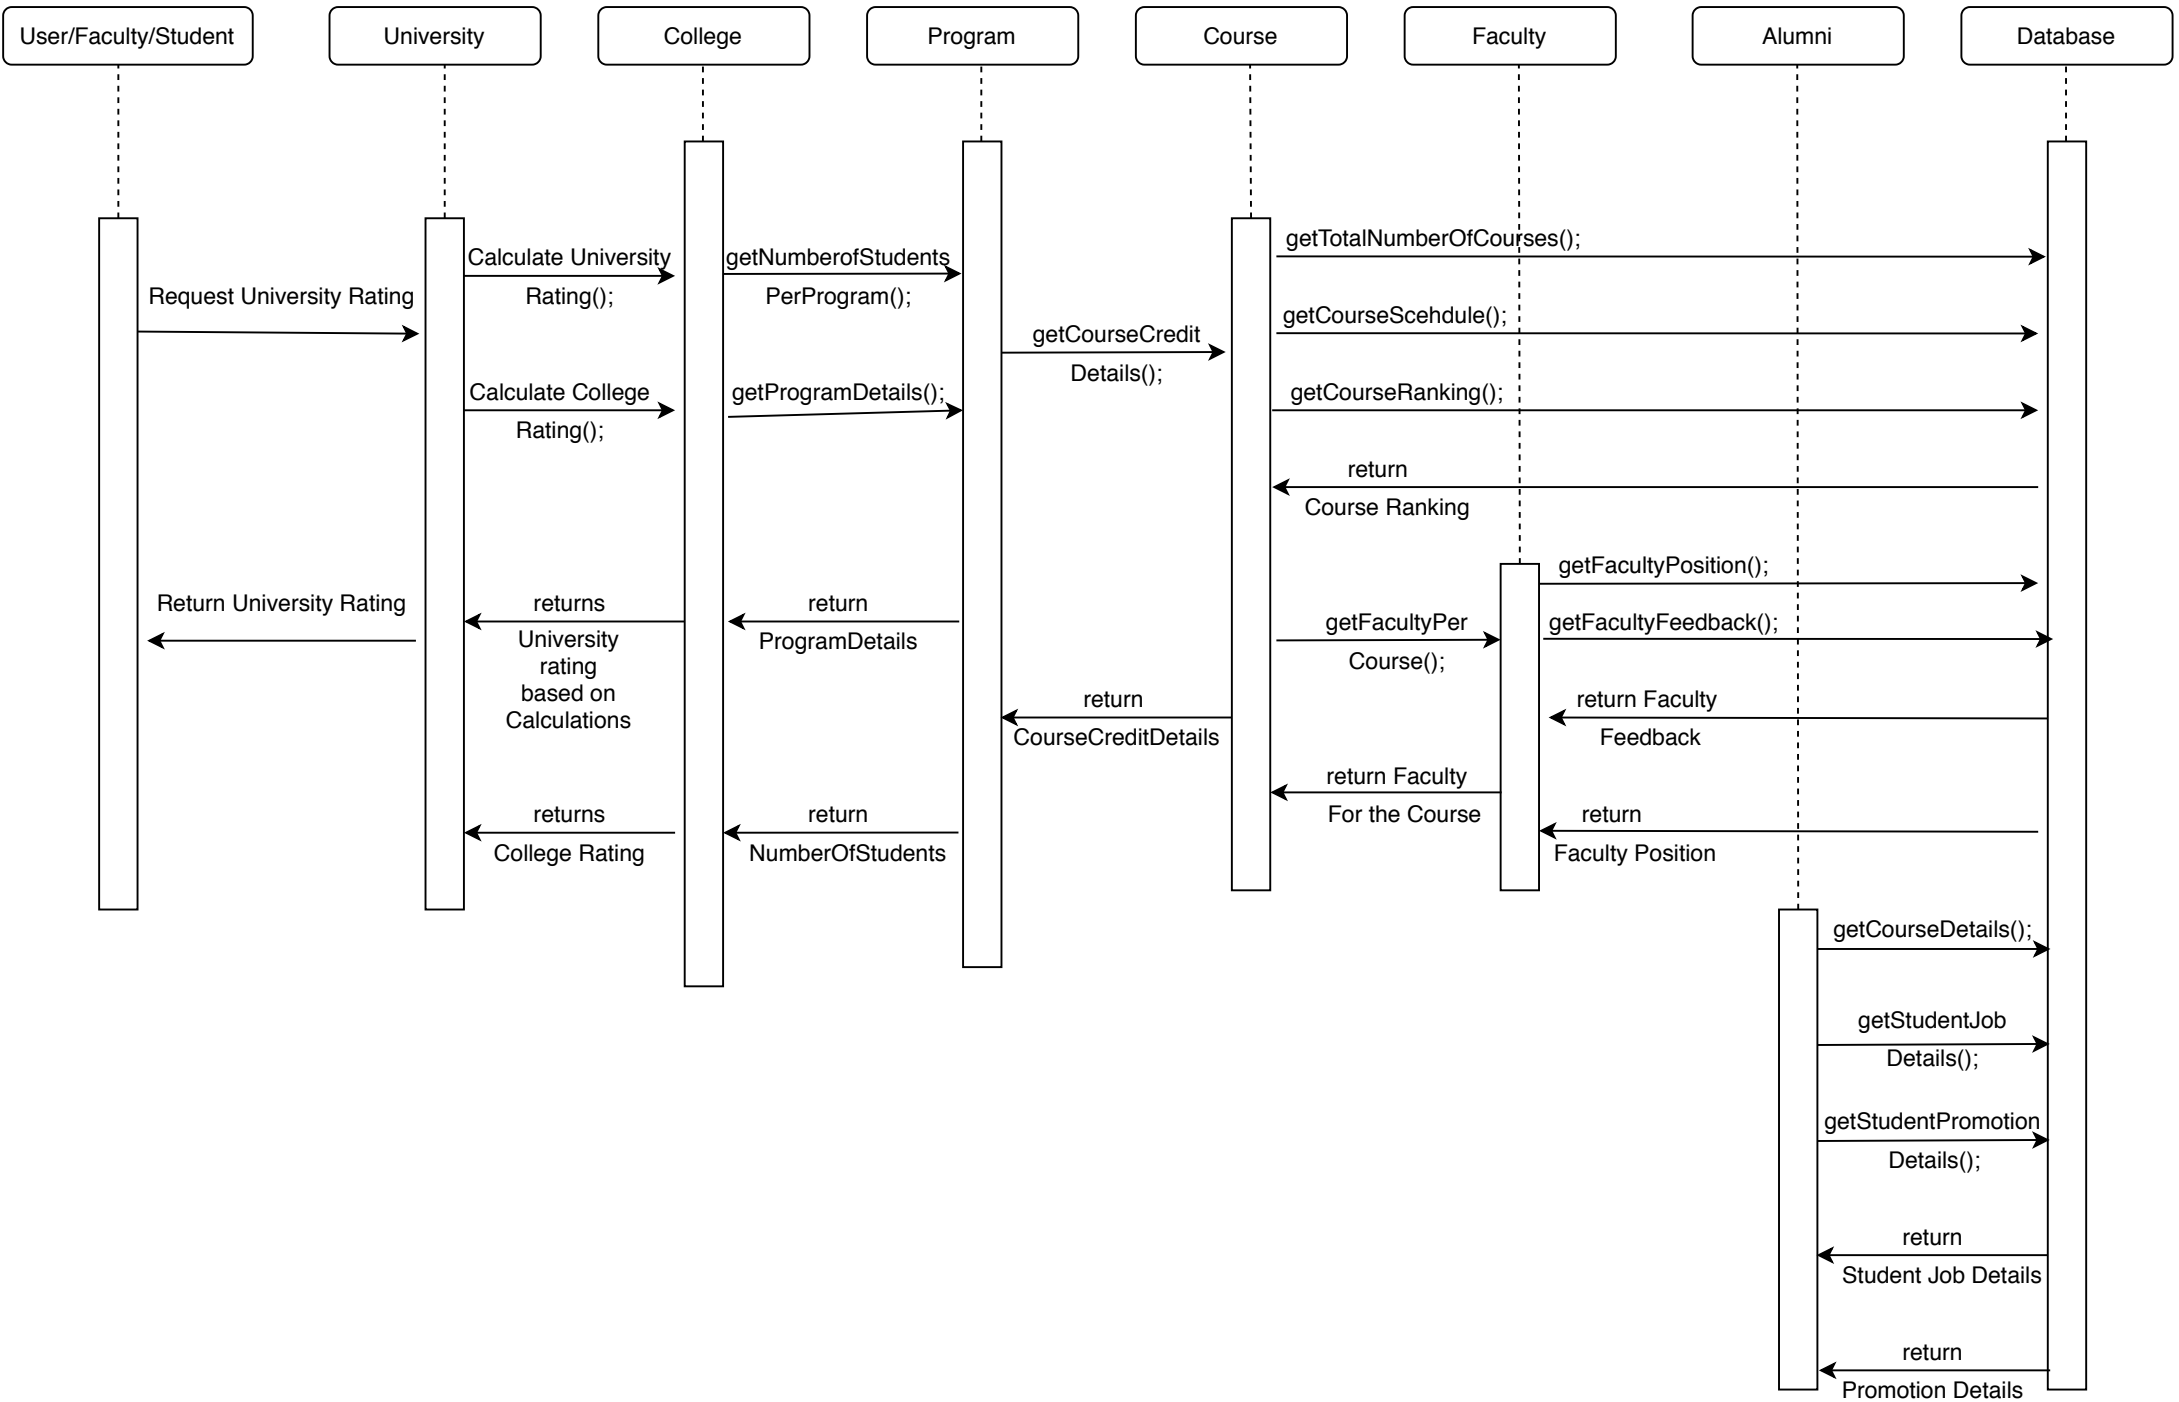 User/Faculty/Student
University
College
Program
Course
Faculty
Alumni
Database
getTotalNumberOfCourses();
Calculate University
Rating();
getNumberofStudents
PerProgram();
Request University Rating
getCourseScehdule();
getCourseCredit
Details();
Calculate College
Rating();
getProgramDetails();
getCourseRanking();
return
Course Ranking
getFacultyPosition();
Return University Rating
returns
University
rating
based on
Calculations
return
ProgramDetails
getFacultyPer
Course();
getFacultyFeedback();
return
CourseCreditDetails
return Faculty
Feedback
return Faculty
For the Course
returns
College Rating
return
NumberOfStudents
return
Faculty Position
getCourseDetails();
getStudentJob
Details();
getStudentPromotion
Details();
return
Student Job Details
return
Promotion Details